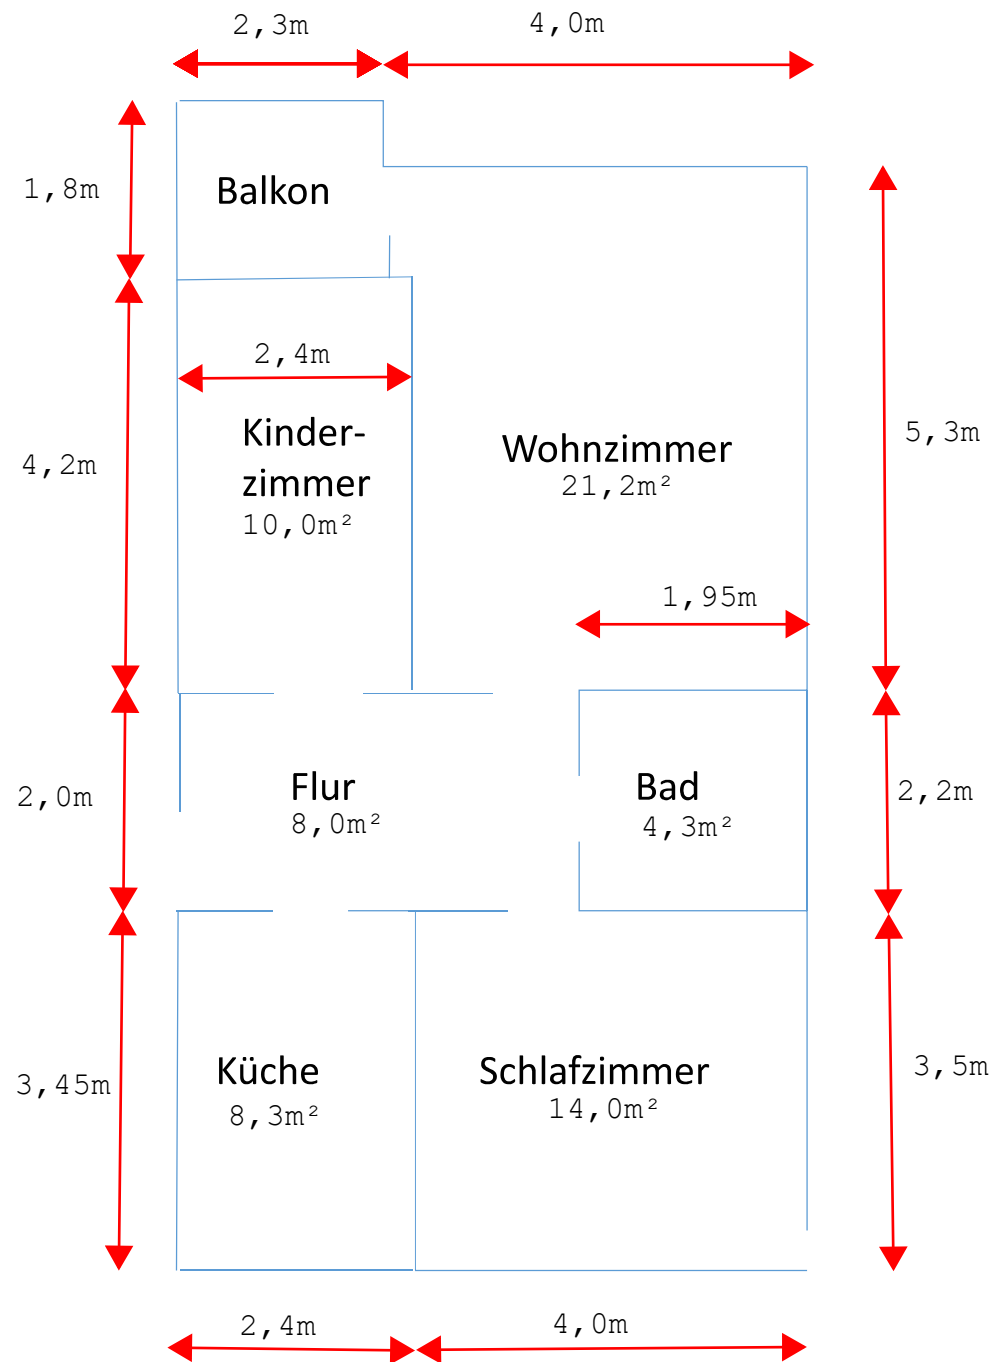 2,3m
4,0m
1,8m
Balkon
2,4m
Kinder-
zimmer
10,0m²
4,2m
Wohnzimmer
21,2m²
5,3m
1,95m
2,0m
Flur
8,0m²
Bad
4,3m²
2,2m
3,45m
Küche
8,3m²
Schlafzimmer
14,0m²
3,5m
2,4m
4,0m